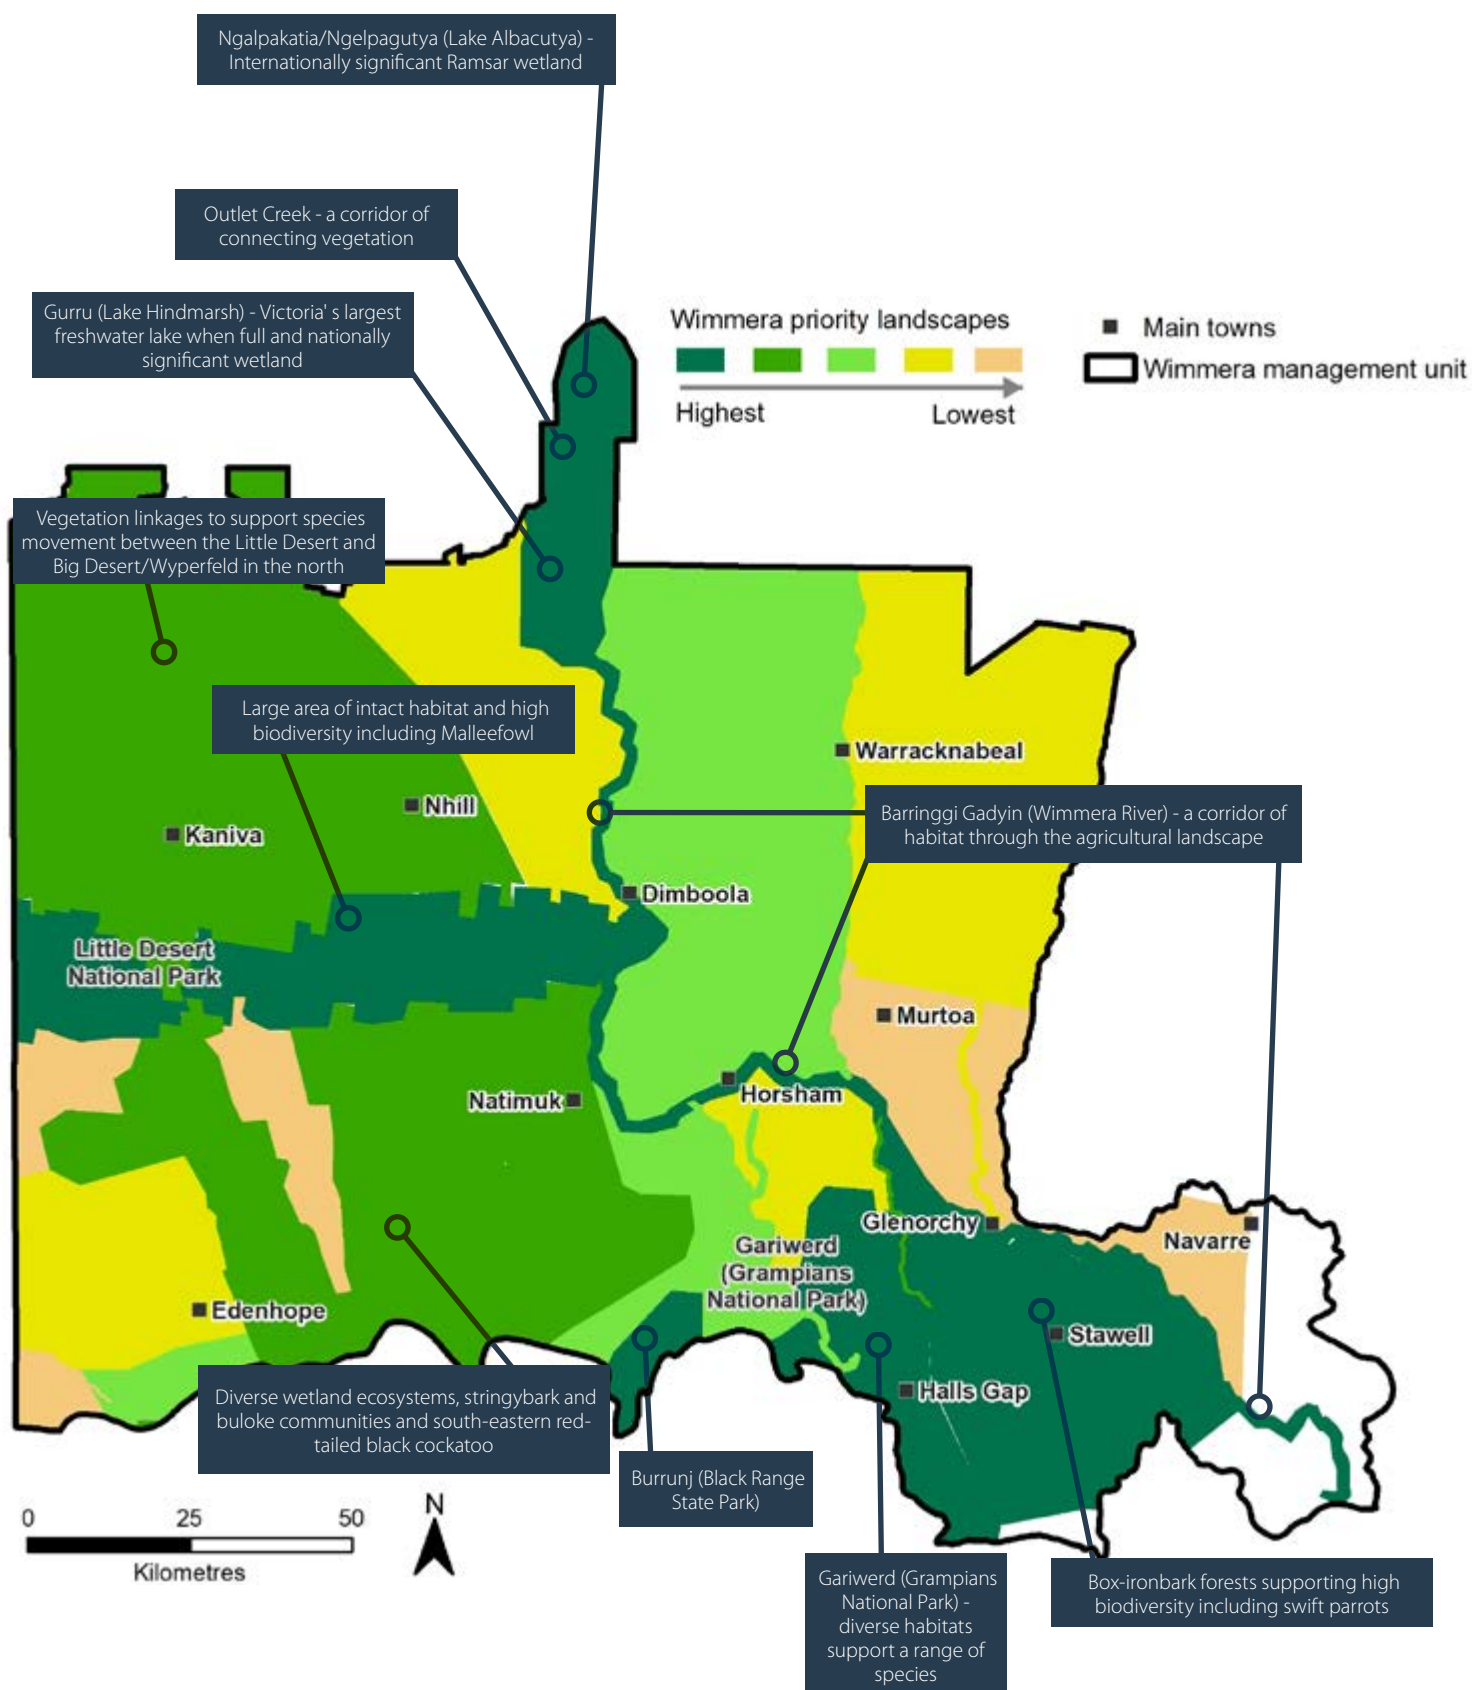 Ngalpakatia/Ngelpagutya (Lake Albacutya) -
Internationally significant Ramsar wetland
Outlet Creek - a corridor of
connecting vegetation
Gurru (Lake Hindmarsh) - Victoria' s largest
freshwater lake when full and nationally
significant wetland
Wimmera priority landscapes
Highest
Lowest
Main towns
Wimmera management unit
Vegetation linkages to support species
movement between the Little Desert and
Big Desert/Wyperfeld in the north
Large area of intact habitat and high
biodiversity including Malleefowl
Warracknabeal
Nhill
Kaniva
Barringgi Gadyin (Wimmera River) - a corridor of
habitat through the agricultural landscape
Dimboola
Little Desert
National Park
Murtoa
Natimuk
Horsham
Glenorchy
Navarre
Gariwerd
(Grampians
National Park)
Edenhope
Stawell
Halls Gap
Diverse wetland ecosystems, stringybark and
buloke communities and south-eastern red-
tailed black cockatoo
Burrunj (Black Range
State Park)
0 25 50
Kilometres
N
Gariwerd (Grampians
National Park) -
diverse habitats
support a range of
species
Box-ironbark forests supporting high
biodiversity including swift parrots